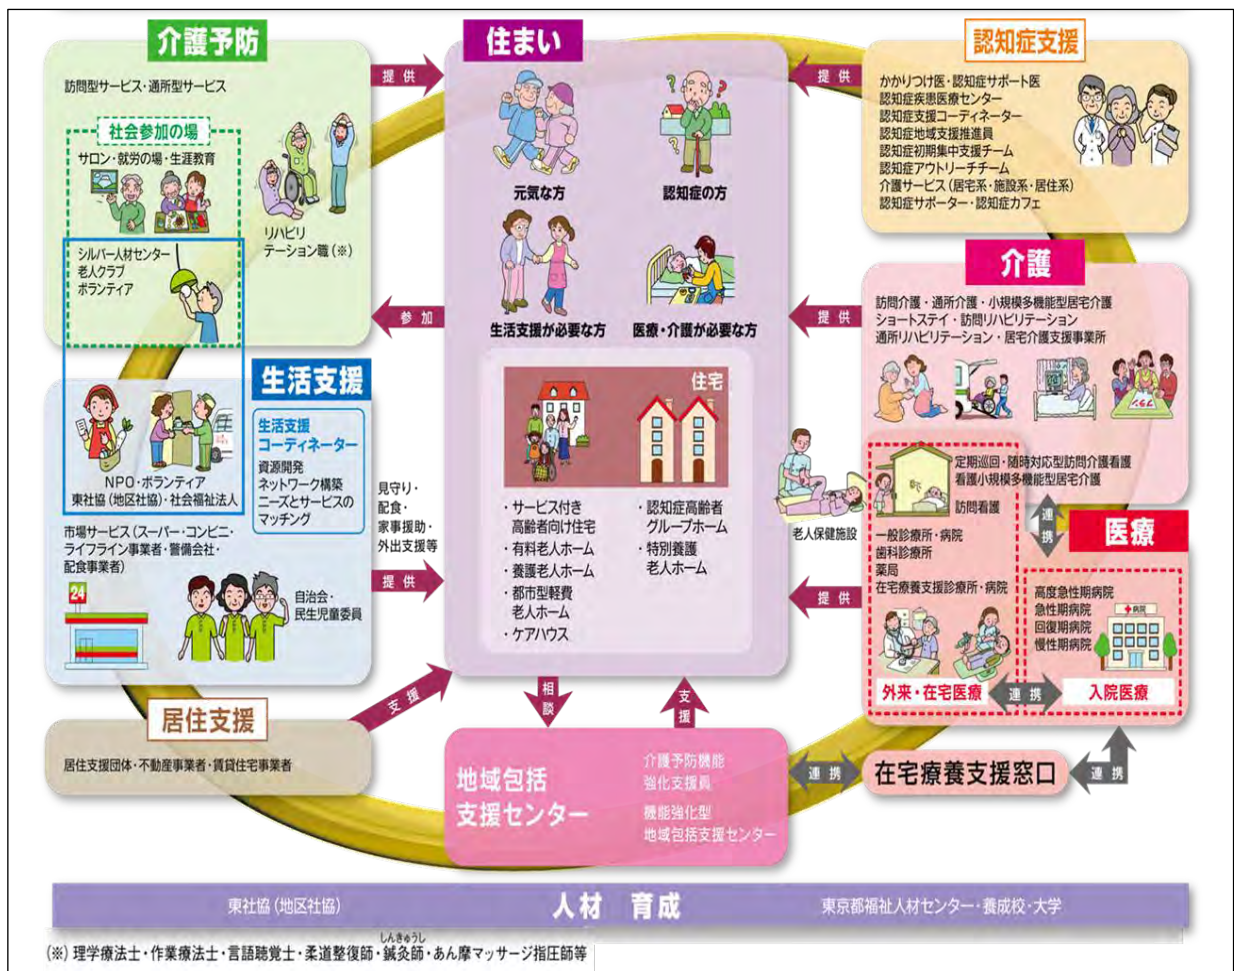 介護予防
訪問型サービス・通所型サービス
社会参加の場
サロン・就労の場・生涯教育
シルバー人材センター
老人クラブ
ボランティア
リハビリ
テーション職(※)
提供
参加
生活支援
生活支援
コーディネーター
資源開発
ネットワーク構築
ニーズとサービスの
マッチング
NPO・ボランティア
東社協(地区社協)・社会福祉法人
市場サービス(スーパー・コンビニ・
ライフライン事業者・警備会社・
配食事業者)
24
自治会・
民生児童委員
見守り・
配食・
家事援助・
外出支援等
提供
居住支援
居住支援団体・不動産事業者・賃貸住宅事業者
支援
住まい
元気な方
認知症の方
生活支援が必要な方
医療・介護が必要な方
住宅
・サービス付き
高齢者向け住宅
・有料老人ホーム
・養護老人ホーム
・都市型軽費
老人ホーム
・ケアハウス
・認知症高齢者
グループホーム
・特別養護
老人ホーム
相談
支援
地域包括
支援センター
介護予防機能
強化支援員
機能強化型
地域包括支援センター
認知症支援
かかりつけ医・認知症サポート医
認知症疾患医療センター
認知症支援コーディネーター
認知症地域支援推進員
認知症初期集中支援チーム
認知症アウトリーチチーム
介護サービス(居宅系・施設系・居住系)
認知症サポーター・認知症カフェ
提供
介護
訪問介護・通所介護・小規模多機能型居宅介護
ショートステイ・訪問リハビリテーション
通所リハビリテーション・居宅介護支援事業所
提供
プラン
定期巡回・随時対応型訪問介護看護
看護小規模多機能型居宅介護
訪問看護
老人保健施設
連携
医療
一般診療所・病院
歯科診療所
薬局
在宅療養支援診療所・病院
提供
高度急性期病院
急性期病院
回復期病院
慢性期病院
病院
外来・在宅医療
連携
入院医療
連携
在宅療養支援窓口
連携
東社協(地区社協)
人材 育成
東京都福祉人材センター・養成校・大学
しんきゅうし
(※)理学療法士・作業療法士・言語聴覚士・柔道整復師・鍼灸師・あん摩マッサージ指圧師等